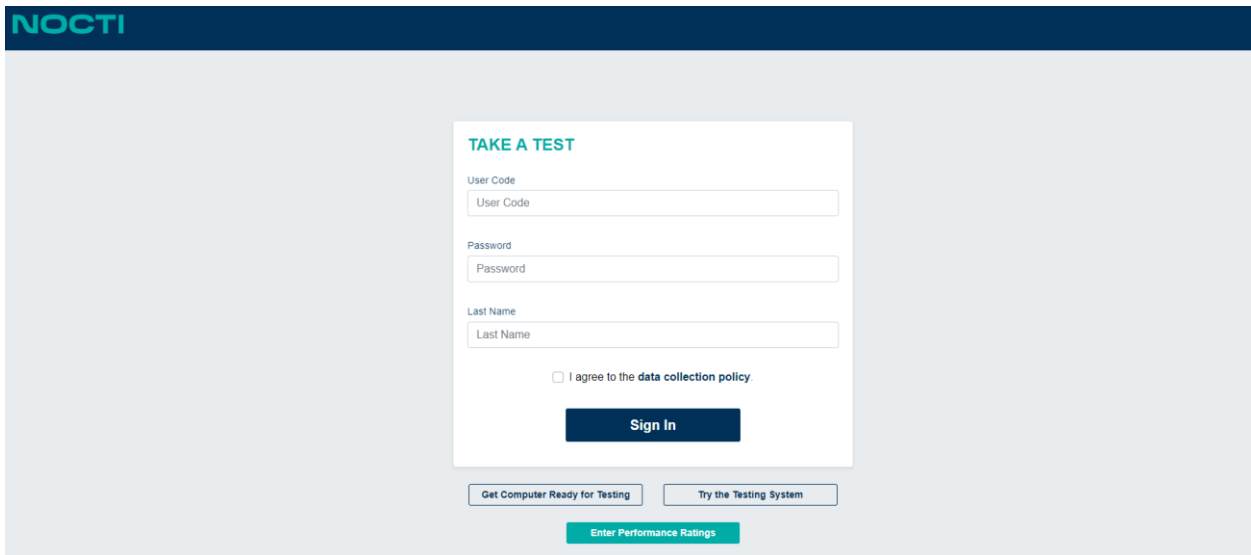 NOCTI
TAKE A TEST
User Code
User Code
Password
Password
Last Name
Last Name
I agree to the data collection policy.
Sign In
Get Computer Ready for Testing
Try the Testing System
Enter Performance Ratings